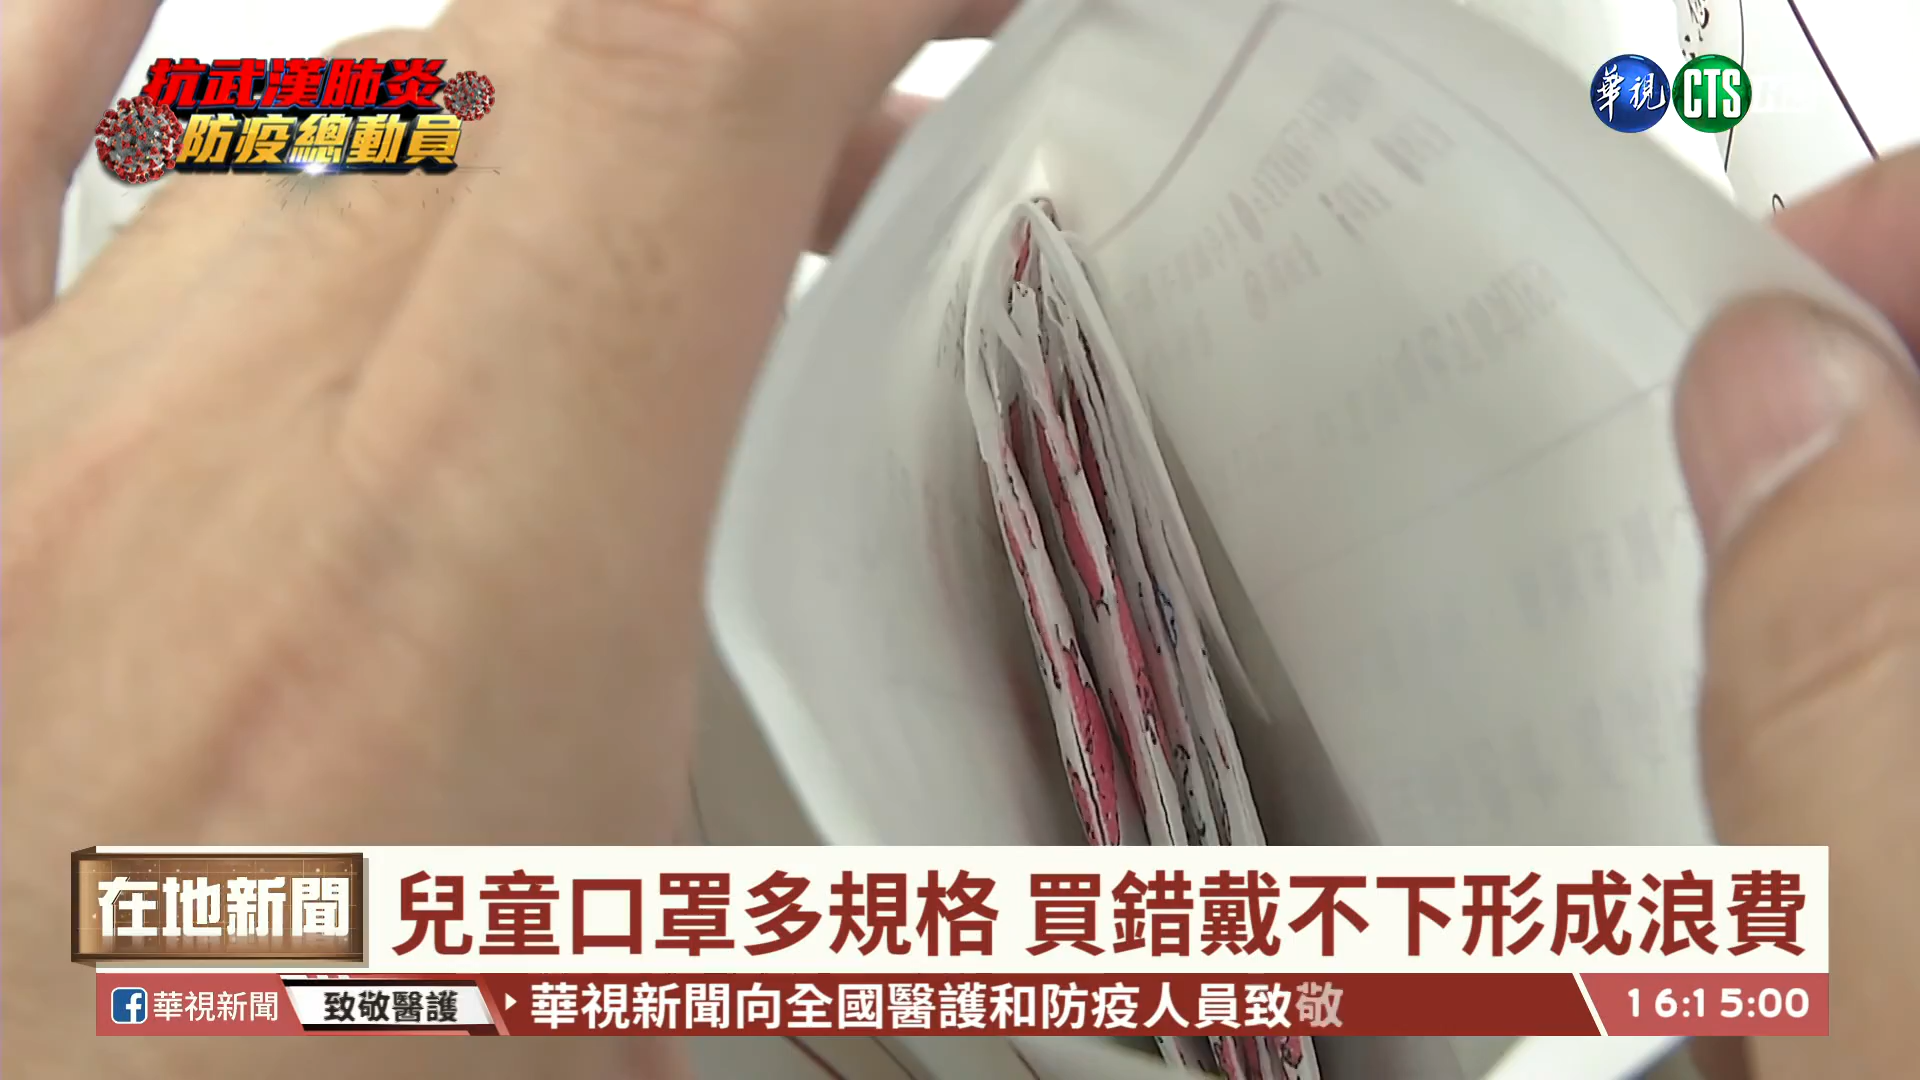 抗武漢肺炎
防疫總動員
華視 CTS
在地新聞
兒童口罩多規格 買錯戴不下形成浪費
華視新聞
致敬醫護
華視新聞向全國醫護和防疫人員致敬
16:15:00